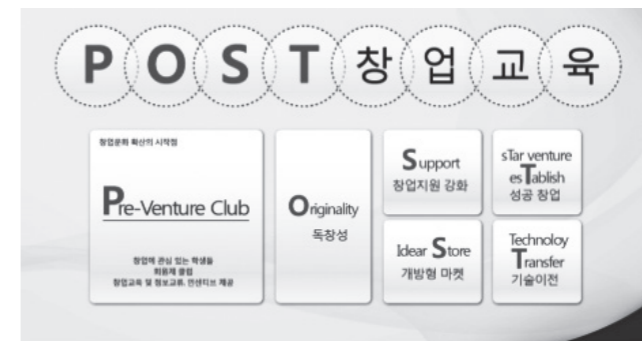 POST창업교육
창업문화 확산의 시작점
Pre-Venture Club
창업에 관심 있는 학생들
회원제 클럽
창업교육 및 정보교류, 인센티브 제공
Originality
독창성
Support
창업지원 강화
Idear Store
개방형 마켓
sTar venture
esTablish
성공 창업
Technoloy
Transfer
기술이전